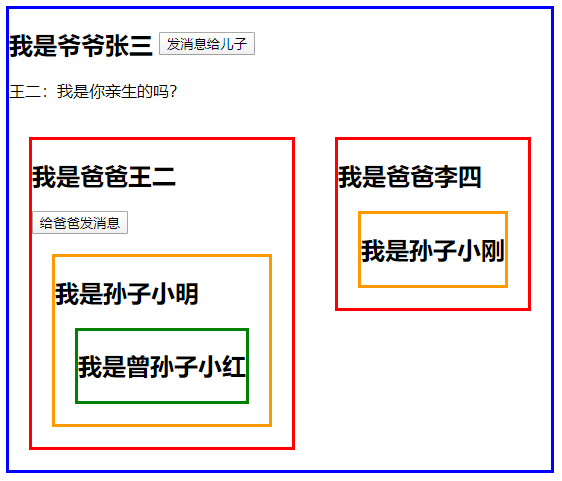 我是爷爷张三 发消息给儿子
王二：我是你亲生的吗?
我是爸爸王二
给爸爸发消息
我是孙子小明
我是曾孙子小红
我是爸爸李四
我是孙子小刚